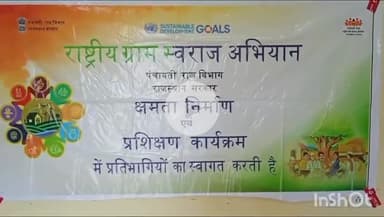 SUSTAINABLE DEVELOPMENT GOALS
राष्ट्रीय ग्राम स्वराज अभियान
पंचायती राज विभाग
राजस्थान सरकार
क्षमता निर्माण
एवं
प्रशिक्षण कार्यक्रम
में प्रतिभागियों का स्वागत करती है
InShOt